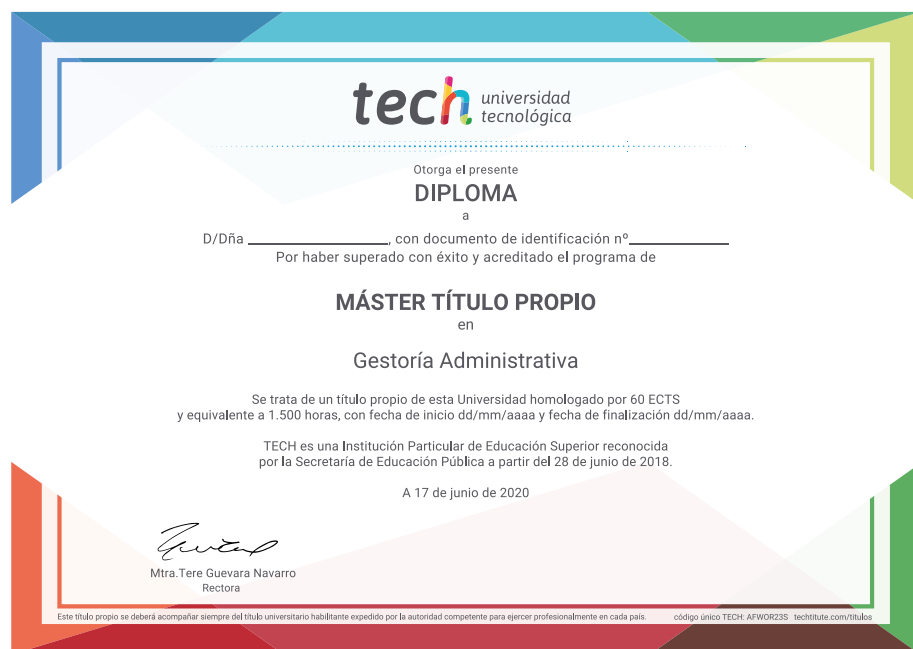 tech universidad
tecnológica
Otorga el presente
DIPLOMA
a
D/Dña ____________________, con documento de identificación nº______________
Por haber superado con éxito y acreditado el programa de
MÁSTER TÍTULO PROPIO
en
Gestoría Administrativa
Se trata de un título propio de esta Universidad homologado por 60 ECTS
y equivalente a 1.500 horas, con fecha de inicio dd/mm/aaaa y fecha de finalización dd/mm/aaaa.
TECH es una Institución Particular de Educación Superior reconocida
por la Secretaría de Educación Pública a partir del 28 de junio de 2018.
A 17 de junio de 2020
Mtra.Tere Guevara Navarro
Rectora
Este título propio se deberá acompañar siempre del título universitario habilitante expedido por la autoridad competente para ejercer profesionalmente en cada país. código único TECH: AFWOR23S techtitute.com/titulos